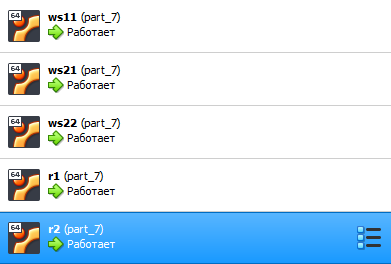 64
ws11 (part_7)
Работает
64
ws21 (part_7)
Работает
64
ws22 (part_7)
Работает
64
r1 (part_7)
Работает
64
r2 (part_7)
Работает